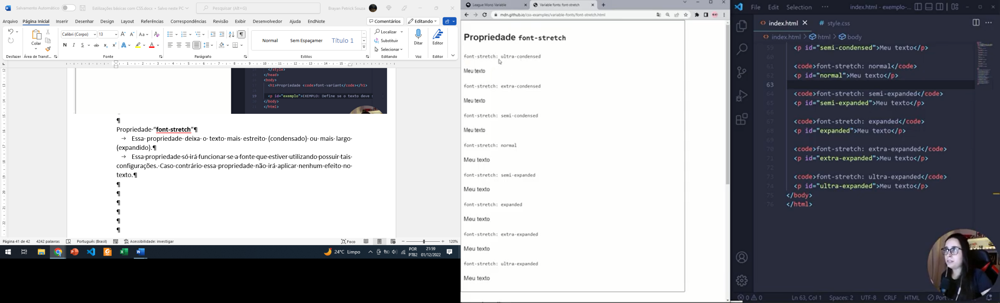 Salvamento Automático
Estilizações básicas com CSS.docx • Salvo neste PC
Pesquisar (Alt+G)
Brayan Petrick Souza
Arquivo Página Inicial Inserir Desenhar Design Layout Referências Correspondências Revisão Exibir Desenvolvedor Ajuda EndNote
Comentários Editando
Calibri (Corpo) 13
Colar
Normal Sem Espaçamer Título 1
Localizar
Substituir
Selecionar
Ditar
Editor
Desfazer Área de Transf... Fonte Parágrafo Estilos Editando Voz Editor
</style>
</head>
<body>
<h1>Propriedade <code>font-variant</code></h1>
19 <p id="exemplo">EXEMPLO: Define se o texto deve s
</body>
</html>
¶
Propriedade·“font-stretch”¶
→ Essa· propriedade· deixa· o· texto· mais· estreito· (condensado)· ou· mais· largo·
(expandido).¶
→ Essa·propriedade·só·irá·funcionar·se·a·fonte·que·estiver·utilizando·possuir·tais·
configurações.·Caso·contrário·essa·propriedade·não·irá·aplicar·nenhum·efeito·no·
texto.¶
¶
¶
¶
¶
¶
¶
Página 41 de 42 4242 palavras Português (Brasil) Acessibilidade: investigar Foco 120%
24°C Limpo
POR
PTB2
21:59
01/12/2022
League Mono Variable
Variable fonts: font-stretch
mdn.github.io/css-examples/variable-fonts/font-stretch.html
Propriedade font-stretch
font-stretch: ultra-condensed
Meu texto
font-stretch: extra-condensed
Meu texto
font-stretch: semi-condensed
Meu texto
font-stretch: normal
Meu texto
font-stretch: semi-expanded
Meu texto
font-stretch: expanded
Meu texto
font-stretch: extra-expanded
Meu texto
font-stretch: ultra-expanded
Meu texto
File Edit Selection ··· index.html - exemplo-...
index.html
# style.css
index.html > html > body
59 <p id="semi-condensed">Meu texto</p>
60
61 <code>font-stretch: normal</code>
62 <p id="normal">Meu texto</p>
63
64 <code>font-stretch: semi-expanded</code>
65 <p id="semi-expanded">Meu texto</p>
66
67 <code>font-stretch: expanded</code>
68 <p id="expanded">Meu texto</p>
69
70 <code>font-stretch: extra-expanded</code>
71 <p id="extra-expanded">Meu texto</p>
72
73 <code>font-stretch: ultra-expanded</code>
74 <p id="ultra-expanded">Meu texto</p>
75 </body>
76 </html>
0 0 Ln 63, Col 1 Spaces: 2 UTF-8 CRLF HTML Port